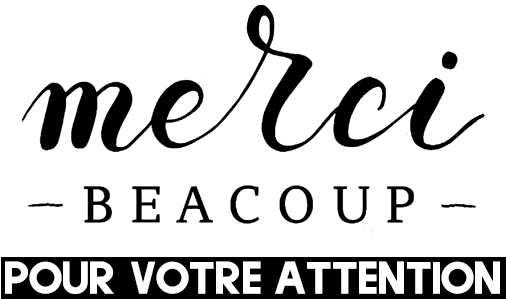 merci
- BEACOUP -
POUR VOTRE ATTENTION